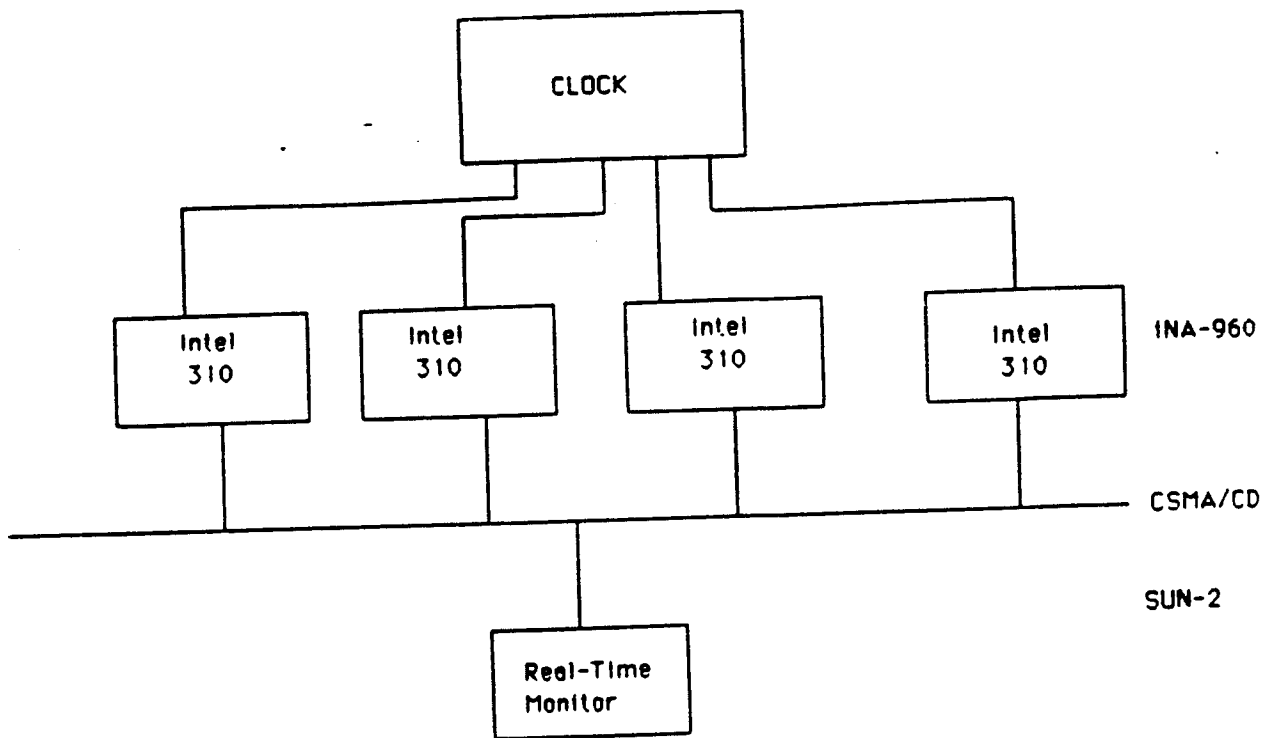 CLOCK
Intel
310
Intel
310
Intel
310
Intel
310
INA-960
CSMA/CD
SUN-2
Real-Time
Monitor